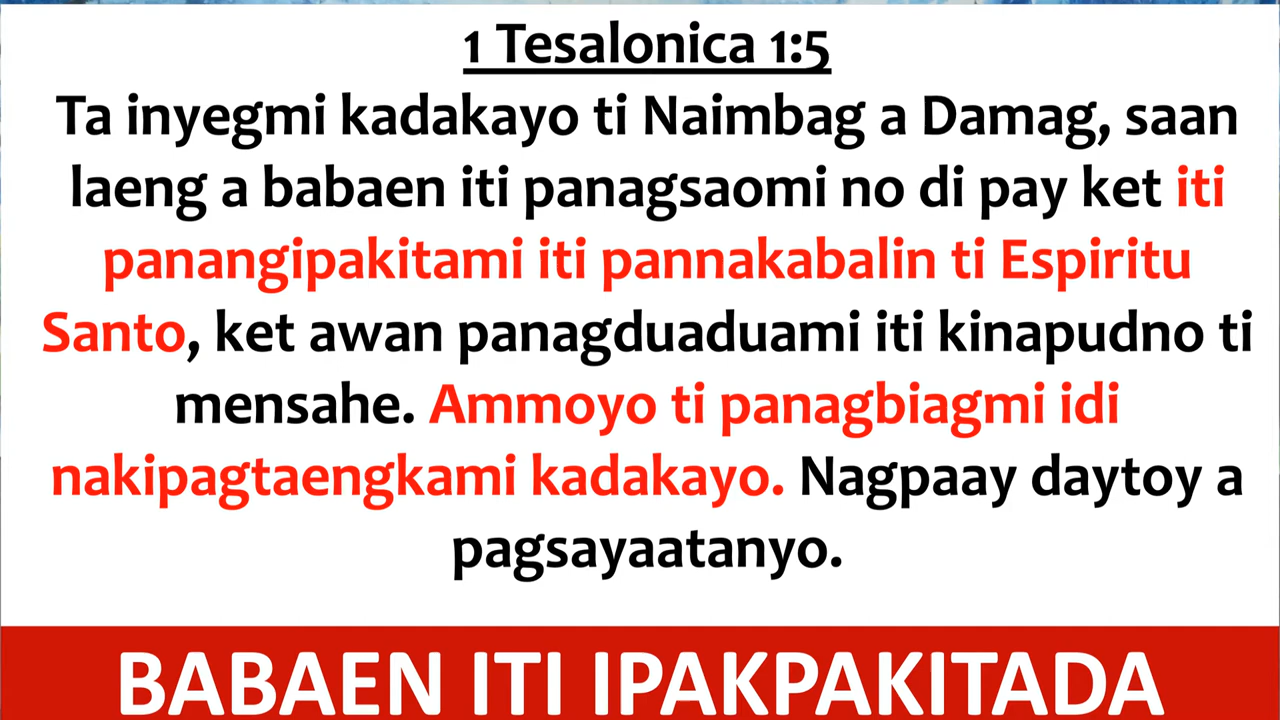 1 Tesalonica 1:5
Ta inyegmi kadakayo ti Naimbag a Damag, saan
laeng a babaen iti panagsaomi no di pay ket iti
panangipakitami iti pannakabalin ti Espiritu
Santo, ket awan panagduaduami iti kinapudno ti
mensahe. Ammoyo ti panagbiagmi idi
nakipagtaengkami kadakayo. Nagpaay daytoy a
pagsayaatanyo.
BABAEN ITI IPAKPAKITADA